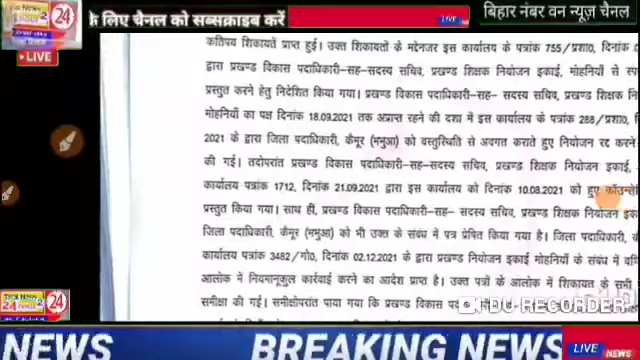 के लिए चैनल को सब्सक्राइब करें
LIVE NEWS
बिहार नंबर वन न्यूज़ चैनल
24
LIVE
कतिपय शिकायतें प्राप्त हुई। उक्त शिकायतों के मद्देनजर इस कार्यालय के पत्रांक 755/प्रशा0, दिनांक
द्वारा प्रखण्ड विकास पदाधिकारी-सह-सदस्य सचिव, प्रखण्ड शिक्षक नियोजन इकाई, मोहनियाँ से
प्रस्तुत करने हेतु निदेशित किया गया। प्रखण्ड विकास पदाधिकारी-सह- सदस्य सचिव, प्रखण्ड शिक्षक
मोहनियाँ का पक्ष दिनांक 18.09.2021 तक अप्राप्त रहने की दशा में इस कार्यालय के पत्रांक 288/प्रशा0,
2021 के द्वारा जिला पदाधिकारी, कैमूर (भभुआ) को वस्तुस्थिति से अवगत कराते हुए नियोजन रद्द करने
की गई। तदोपरांत प्रखण्ड विकास पदाधिकारी-सह-सदस्य सचिव, प्रखण्ड शिक्षक नियोजन इकाई,
कार्यालय पत्रांक 1712, दिनांक 21.09.2021 द्वारा इस कार्यालय को दिनांक 10.08.2021 को हुए
प्रस्तुत किया गया। साथ हीं, प्रखण्ड विकास पदाधिकारी-सह- सदस्य सचिव, प्रखण्ड शिक्षक नियोजन
जिला पदाधिकारी, कैमूर (भभुआ) को भी उक्त के संबंध में पत्र प्रेषित किया गया है। जिला पदाधिकारी,
कार्यालय पत्रांक 3482/गो0, दिनांक 02.12.2021 के द्वारा प्रखण्ड नियोजन इकाई मोहनियाँ के संबंध में
आलोक में नियमानुकूल कार्रवाई करने का आदेश प्राप्त है। उक्त पत्रों के आलोक में शिकायत के सभी
समीक्षा की गई। समीक्षोपरांत पाया गया कि प्रखण्ड विकास
DU RECORDER
24
NEWS BREAKING NEWS
LIVE NEWS